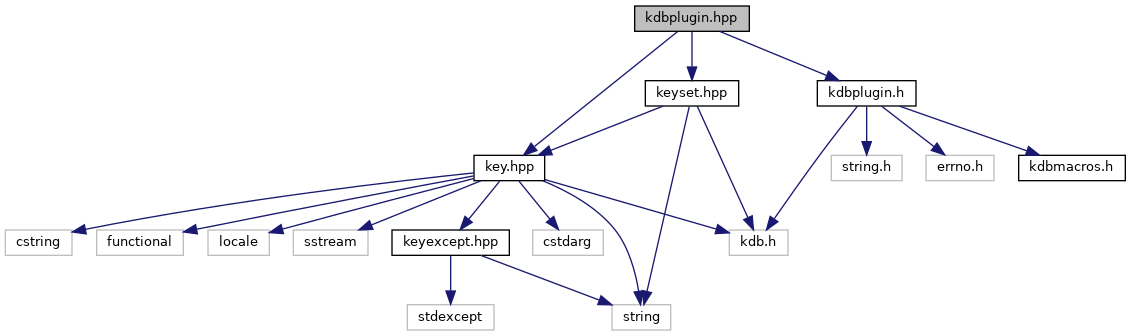 kdbplugin.hpp
keyset.hpp
kdbplugin.h
key.hpp
string.h
errno.h
kdbmacros.h
cstring
functional
locale
sstream
keyexcept.hpp
cstdarg
kdb.h
stdexcept
string